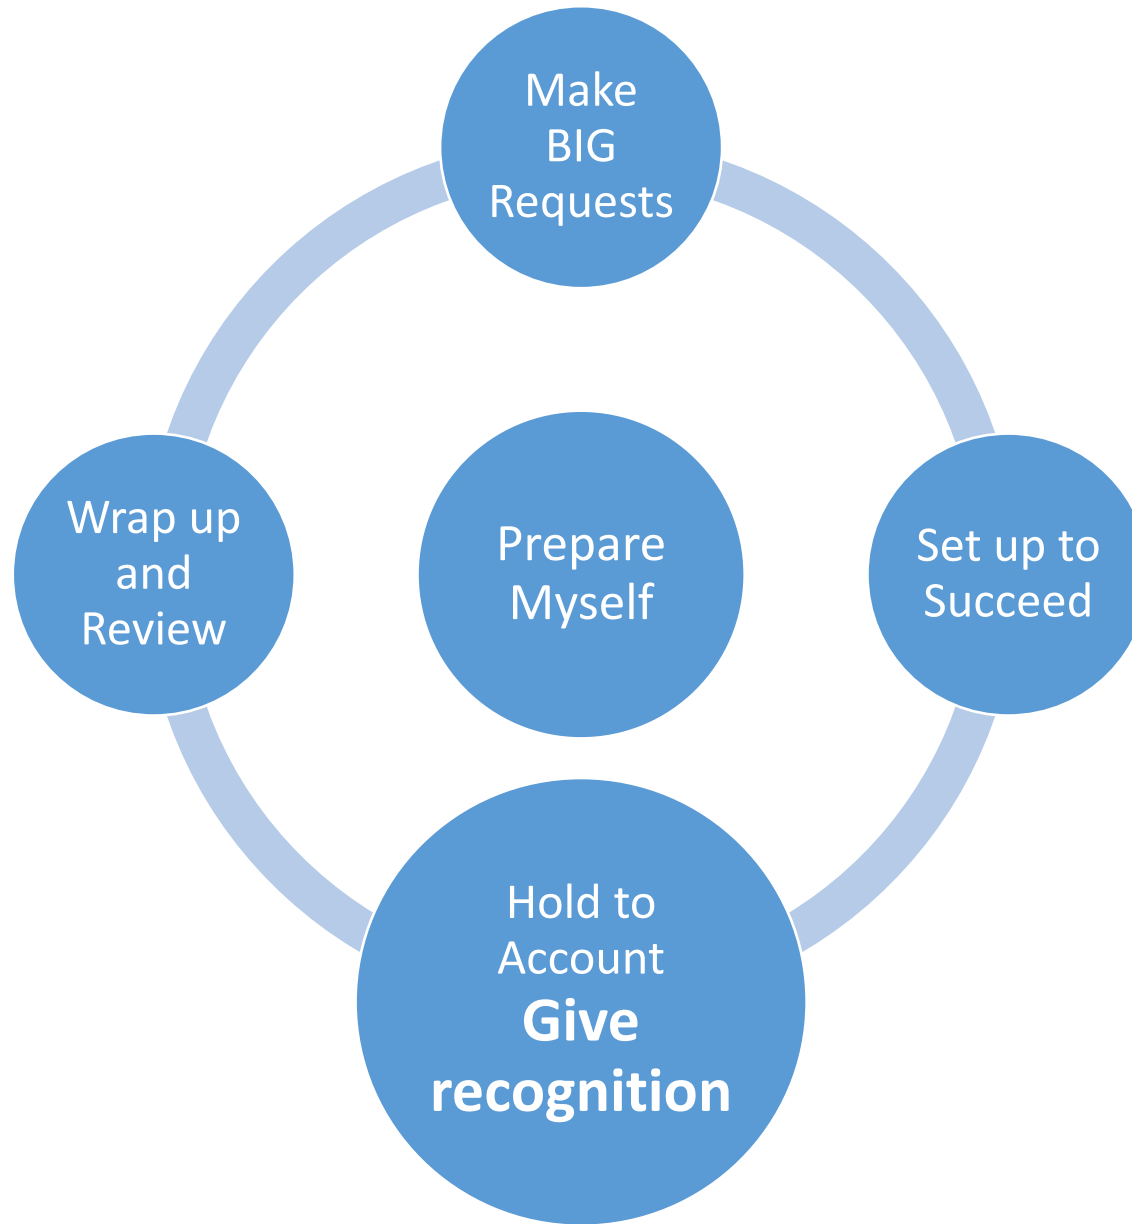 Make
BIG
Requests
Wrap up
and
Review
Prepare
Myself
Set up to
Succeed
Hold to
Account
Give
recognition